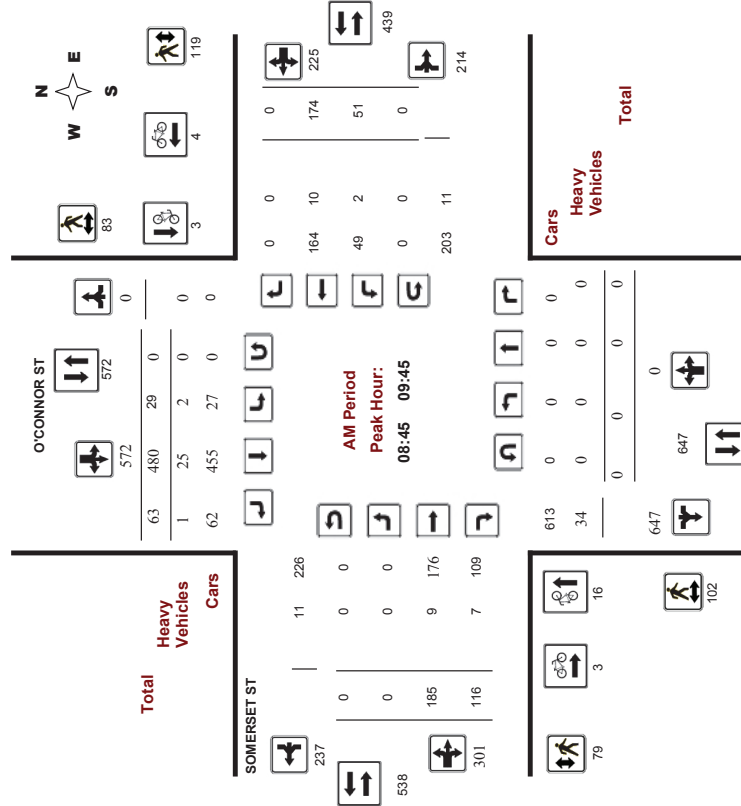 N
W E
S
119
4
83
3
O'CONNOR ST
572
572
0
63 480 29 0
1 25 2 0 0
62 455 27 0 0
Total
Heavy
Vehicles
Cars
439
225
214
0 0 0
164 10 174
49 2 51
0 0 0
203 11
AM Period
Peak Hour:
08:45 09:45
SOMERSET ST
237 11 226
538
0 0 0
0 0 0
301 185 9 176
116 7 109
Cars
Heavy
Vehicles
Total
613 0 0 0 0
34 0 0 0 0
0 0 0 0
647
0
647
16
3
79
102